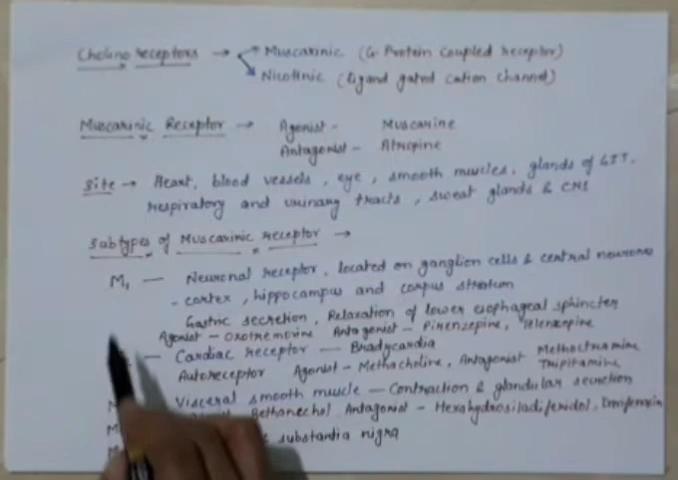 Cholino receptors → Muscarinic (G-Protein Coupled receptor)
Nicotinic (Ligand gated cation channel)
Muscarinic Receptor → Agonist - Muscarine
Antagonist - Atropine
Site → Heart, blood vessels, eye, smooth muscles, glands of GIT,
respiratory and urinary tracts, sweat glands & CNS
Subtypes of Muscarinic receptor →
M₁ — Neuronal receptor, located on ganglion cells & central neurones
- cortex, hippocampus and corpus striatum
Gastric secretion, Relaxation of lower esophageal sphincter
Agonist - Oxotremorine Antagonist - Pirenzepine, Telenzepine
— Cardiac receptor — Bradycardia
Autoreceptor Agonist - Methacholine, Antagonist Methoctramine
Tripitamine
M Visceral smooth muscle — Contraction & glandular secretion
Bethanechol Antagonist - Hexahydrosiladifenidol,
M substantia nigra
M